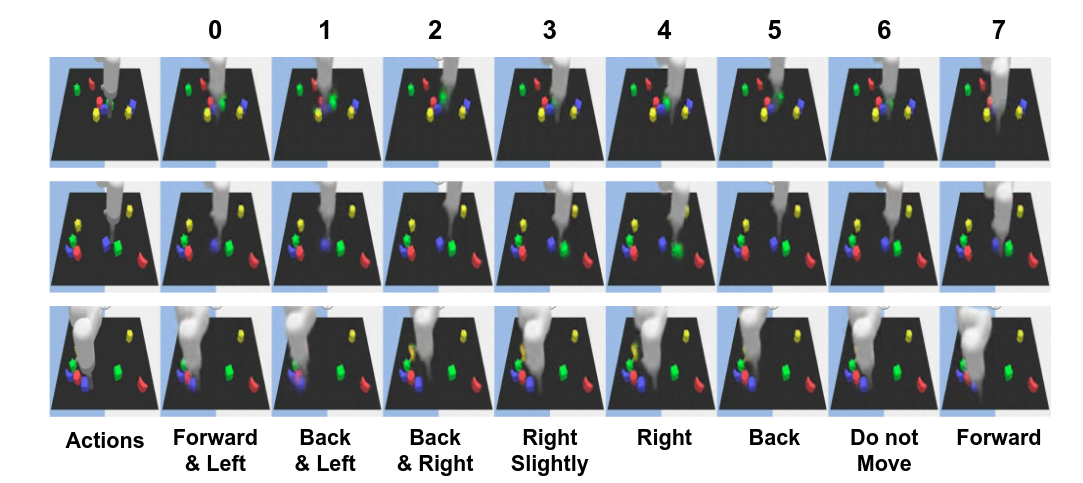 0 1 2 3 4 5 6 7
Actions Forward Back Back Right Right Back Do not Forward
& Left & Left & Right Slightly Move